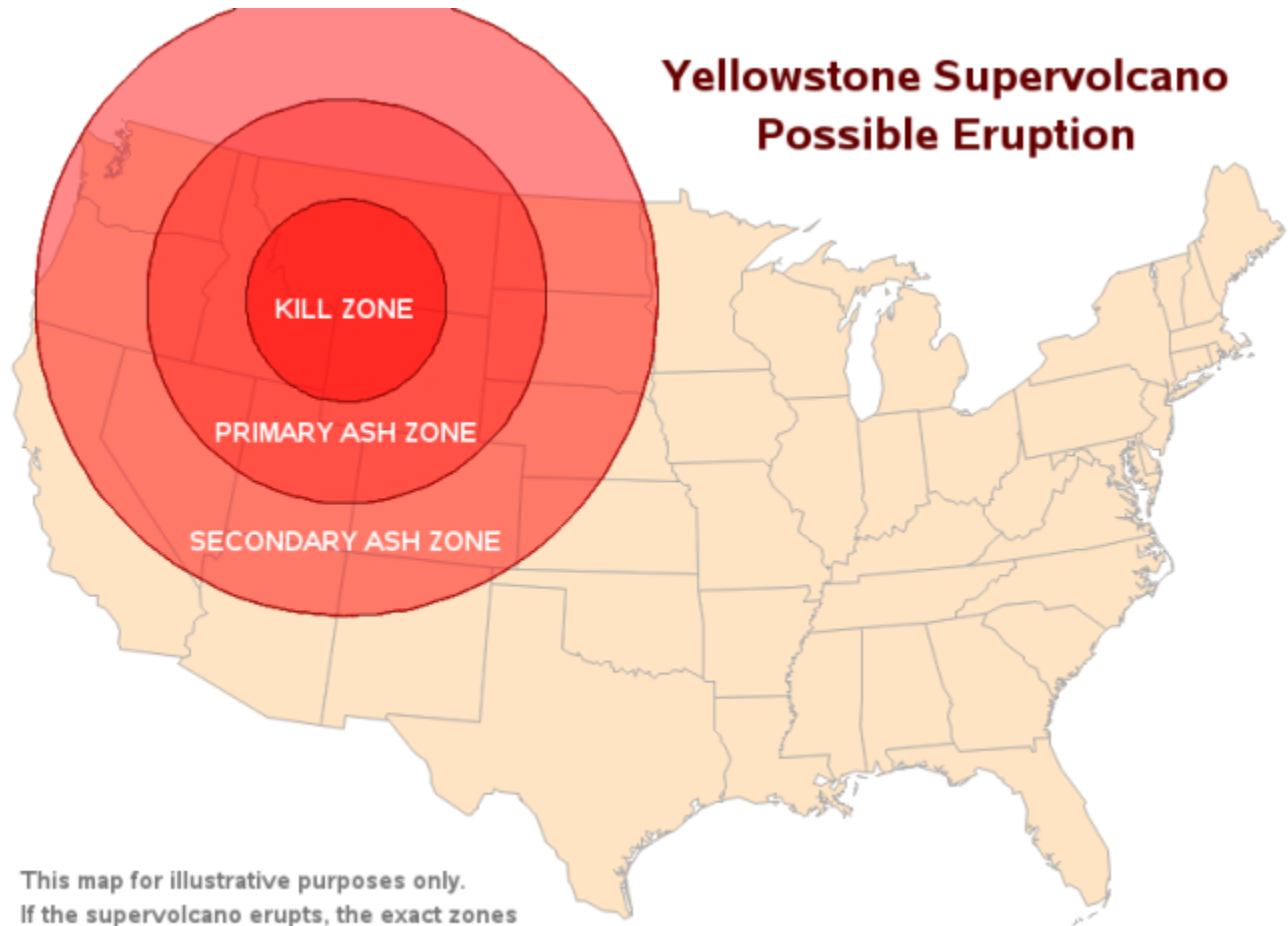 Yellowstone Supervolcano
Possible Eruption
KILL ZONE
PRIMARY ASH ZONE
SECONDARY ASH ZONE
This map for illustrative purposes only.
If the supervolcano erupts, the exact zones